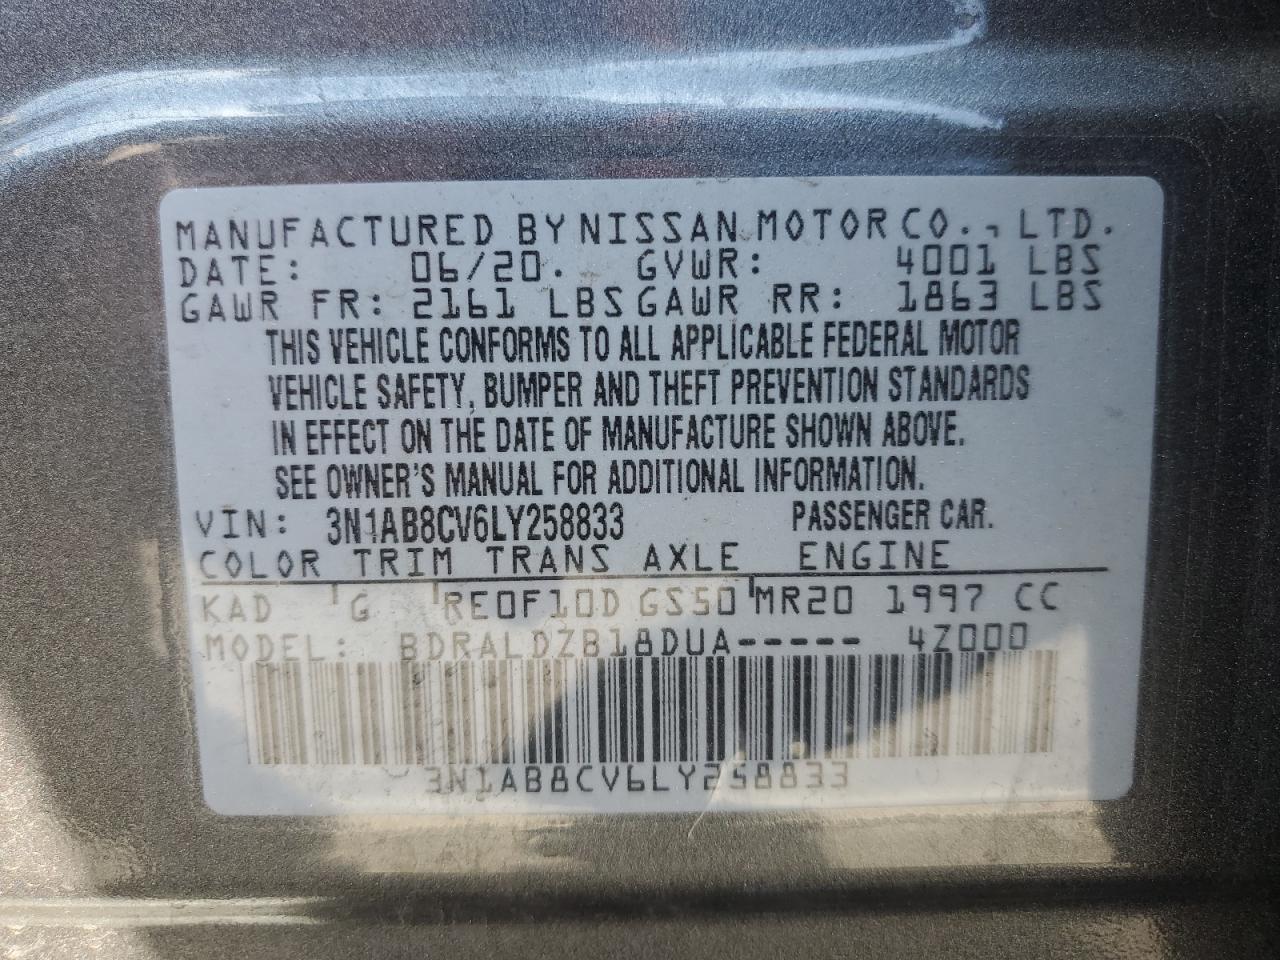 MANUFACTURED BY NISSAN MOTOR CO., LTD.
DATE: 06/20. GVWR: 4001 LBS
GAWR FR: 2161 LBS GAWR RR: 1863 LBS
THIS VEHICLE CONFORMS TO ALL APPLICABLE FEDERAL MOTOR
VEHICLE SAFETY, BUMPER AND THEFT PREVENTION STANDARDS
IN EFFECT ON THE DATE OF MANUFACTURE SHOWN ABOVE.
SEE OWNER'S MANUAL FOR ADDITIONAL INFORMATION.
VIN: 3N1AB8CV6LY258833 PASSENGER CAR.
COLOR TRIM TRANS AXLE ENGINE
KAD G RE0F10D GS50 MR20 1997 CC
MODEL: BDRALDZB18DUA----- 4Z000
3N1AB8CV6LY258833